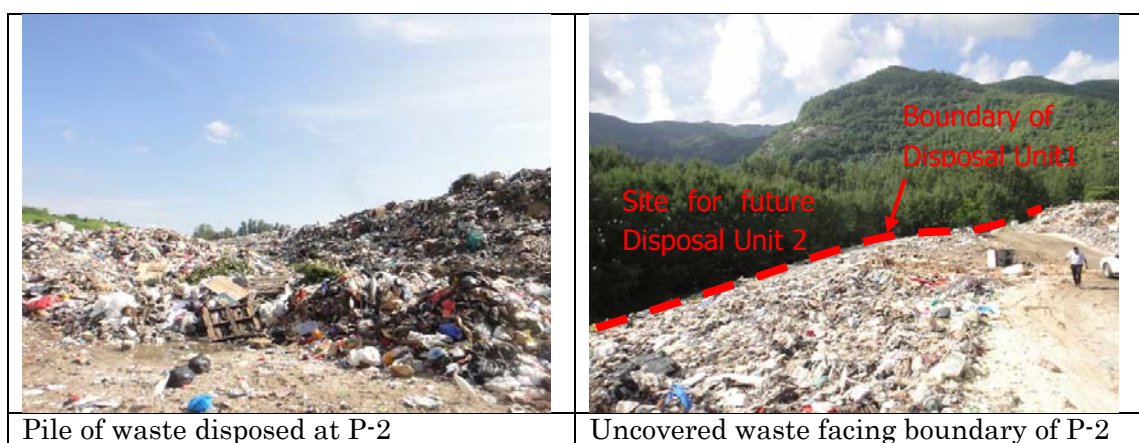 Boundary of
Disposal Unit1
Site for future
Disposal Unit 2
Pile of waste disposed at P-2
Uncovered waste facing boundary of P-2